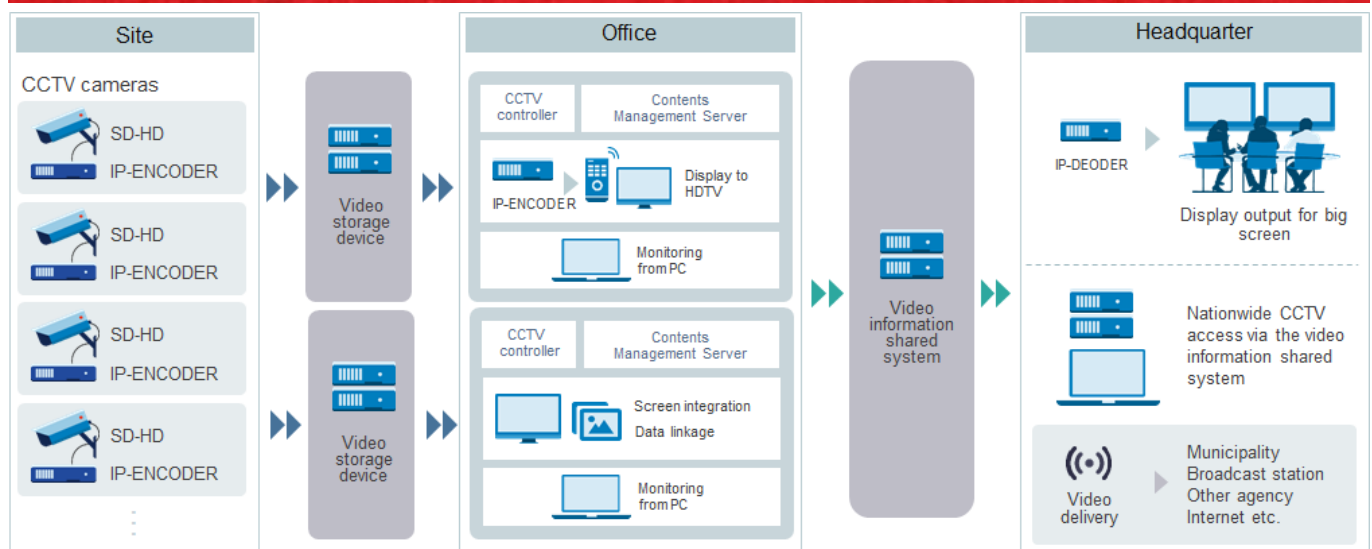 Site
CCTV cameras
SD-HD
IP-ENCODER
SD-HD
IP-ENCODER
SD-HD
IP-ENCODER
SD-HD
IP-ENCODER
Video
storage
device
Video
storage
device
Office
CCTV
controller
Contents
Management Server
IP-ENCODER
Display to
HDTV
Monitoring
from PC
CCTV
controller
Contents
Management Server
Screen integration
Data linkage
Monitoring
from PC
Video
information
shared
system
Headquarter
IP-DEODER
Display output for big
screen
Nationwide CCTV
access via the video
information shared
system
Video
delivery
Municipality
Broadcast station
Other agency
Internet etc.